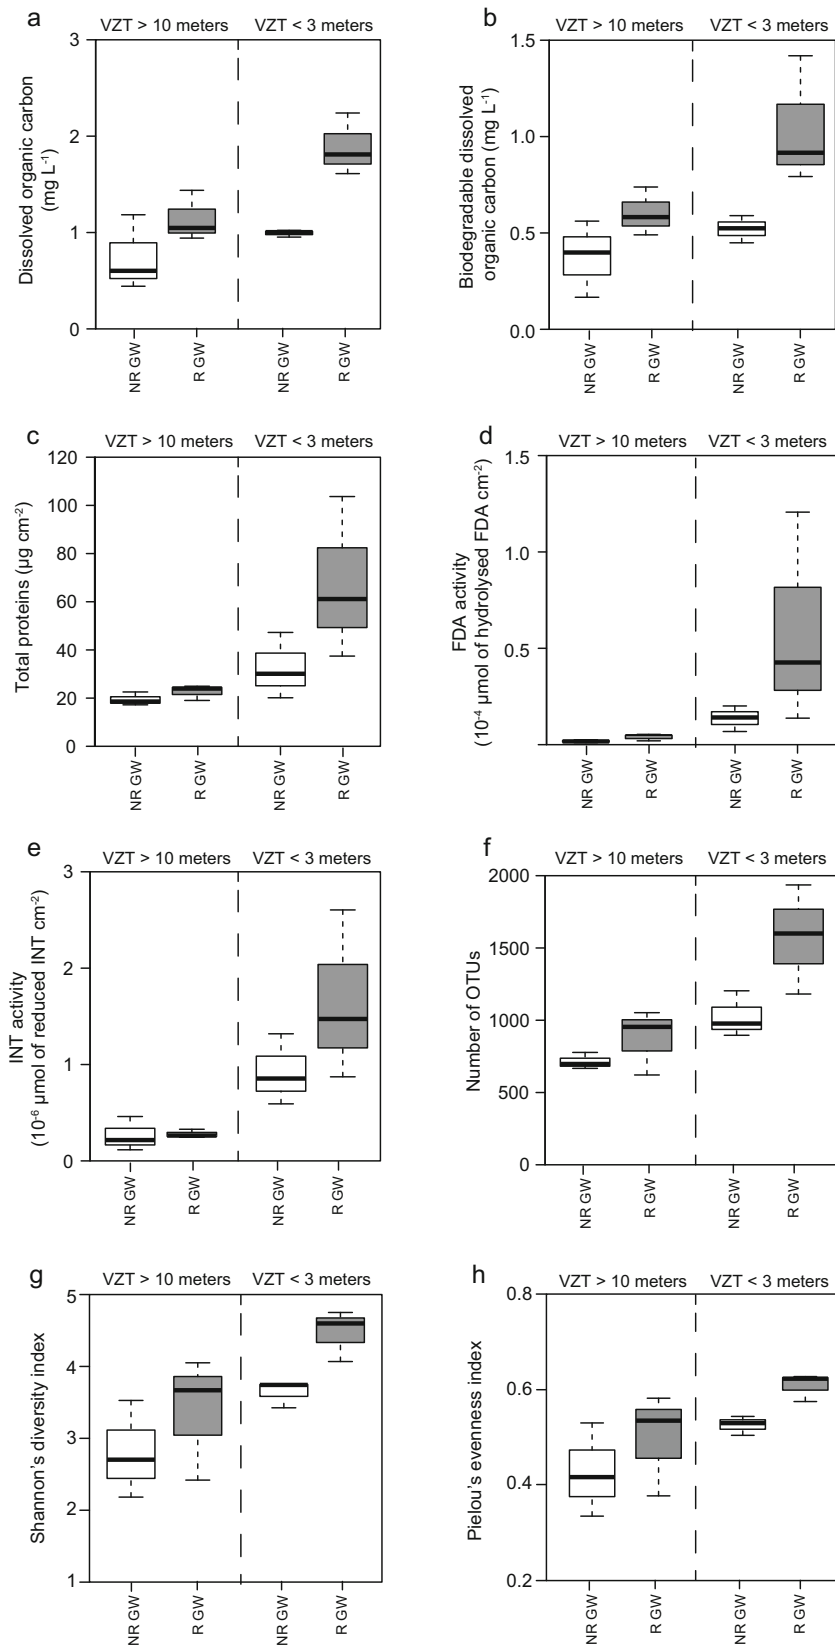 a
VZT > 10 meters
VZT < 3 meters
Dissolved organic carbon
(mg L⁻¹)
3
2
1
0
NR GW
R GW
NR GW
R GW
b
VZT > 10 meters
VZT < 3 meters
Biodegradable dissolved
organic carbon (mg L⁻¹)
1.5
1.0
0.5
0.0
NR GW
R GW
NR GW
R GW
c
VZT > 10 meters
VZT < 3 meters
Total proteins (µg cm⁻²)
120
100
80
60
40
20
0
NR GW
R GW
NR GW
R GW
d
VZT > 10 meters
VZT < 3 meters
FDA activity
(10⁻⁴ µmol of hydrolysed FDA cm⁻²)
1.5
1.0
0.5
NR GW
R GW
NR GW
R GW
e
VZT > 10 meters
VZT < 3 meters
INT activity
(10⁻⁶ µmol of reduced INT cm⁻²)
3
2
1
0
NR GW
R GW
NR GW
R GW
f
VZT > 10 meters
VZT < 3 meters
Number of OTUs
2000
1500
1000
500
0
NR GW
R GW
NR GW
R GW
g
VZT > 10 meters
VZT < 3 meters
Shannon's diversity index
5
4
3
2
1
NR GW
R GW
NR GW
R GW
h
VZT > 10 meters
VZT < 3 meters
Pielou's evenness index
0.8
0.6
0.4
0.2
NR GW
R GW
NR GW
R GW